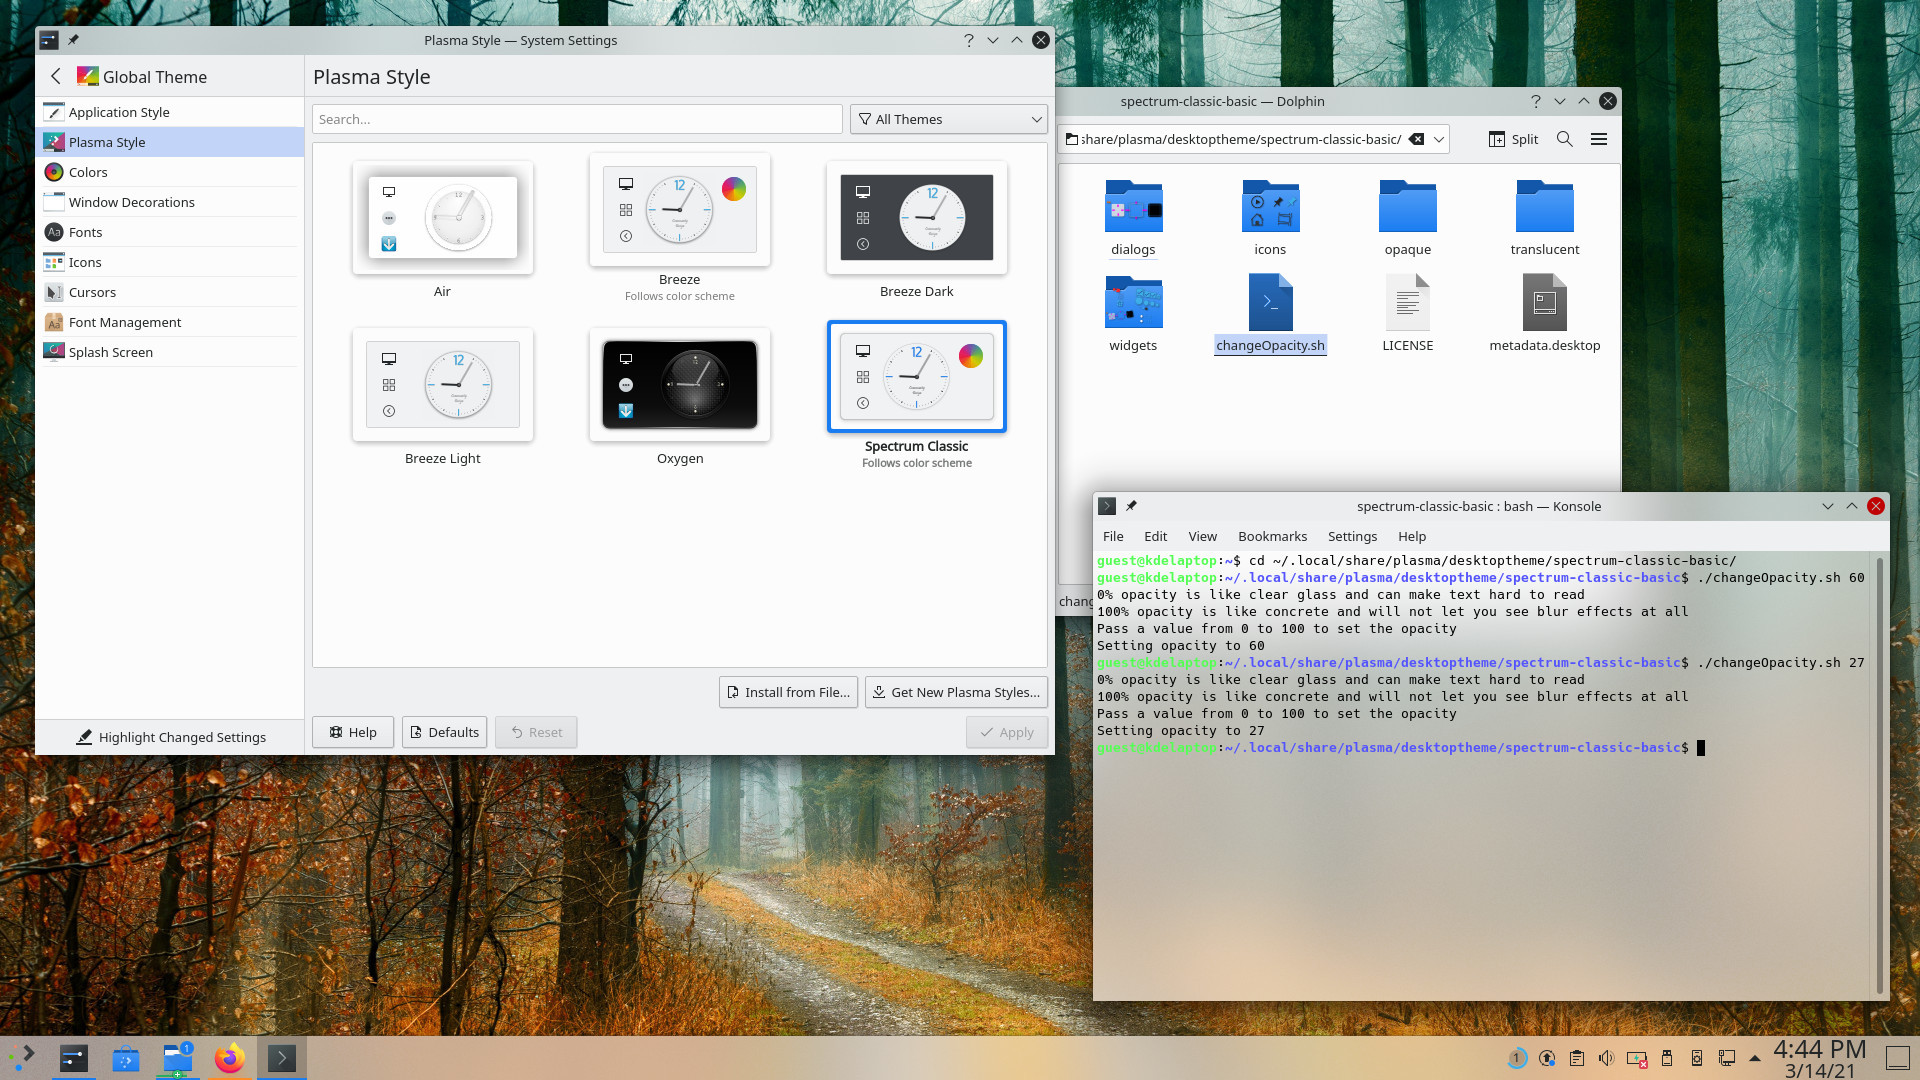 Plasma Style — System Settings
Global Theme
Application Style
Plasma Style
Colors
Window Decorations
Fonts
Icons
Cursors
Font Management
Splash Screen
Highlight Changed Settings
Plasma Style
Search...
All Themes
Air
Breeze
Follows color scheme
Breeze Dark
Breeze Light
Oxygen
Spectrum Classic
Follows color scheme
Install from File...
Get New Plasma Styles...
Help
Defaults
Reset
Apply
spectrum-classic-basic — Dolphin
share/plasma/desktoptheme/spectrum-classic-basic/
Split
dialogs
icons
opaque
translucent
widgets
changeOpacity.sh
LICENSE
metadata.desktop
spectrum-classic-basic : bash — Konsole
File Edit View Bookmarks Settings Help
guest@kdelaptop:~$ cd ~/.local/share/plasma/desktoptheme/spectrum-classic-basic/
guest@kdelaptop:~/.local/share/plasma/desktoptheme/spectrum-classic-basic$ ./changeOpacity.sh 60
0% opacity is like clear glass and can make text hard to read
100% opacity is like concrete and will not let you see blur effects at all
Pass a value from 0 to 100 to set the opacity
Setting opacity to 60
guest@kdelaptop:~/.local/share/plasma/desktoptheme/spectrum-classic-basic$ ./changeOpacity.sh 27
0% opacity is like clear glass and can make text hard to read
100% opacity is like concrete and will not let you see blur effects at all
Pass a value from 0 to 100 to set the opacity
Setting opacity to 27
guest@kdelaptop:~/.local/share/plasma/desktoptheme/spectrum-classic-basic$
1
1
4:44 PM
3/14/21